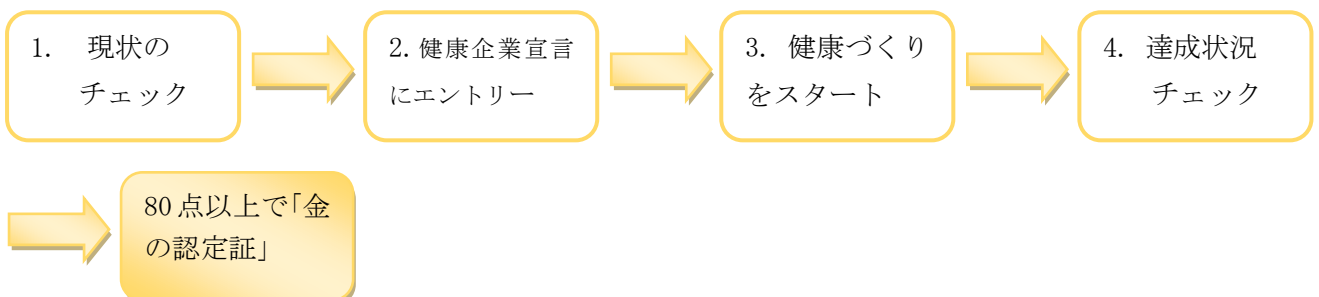 1. 現状の
チェック
2.健康企業宣言
にエントリー
3. 健康づくり
をスタート
4. 達成状況
チェック
80点以上で「金
の認定証」